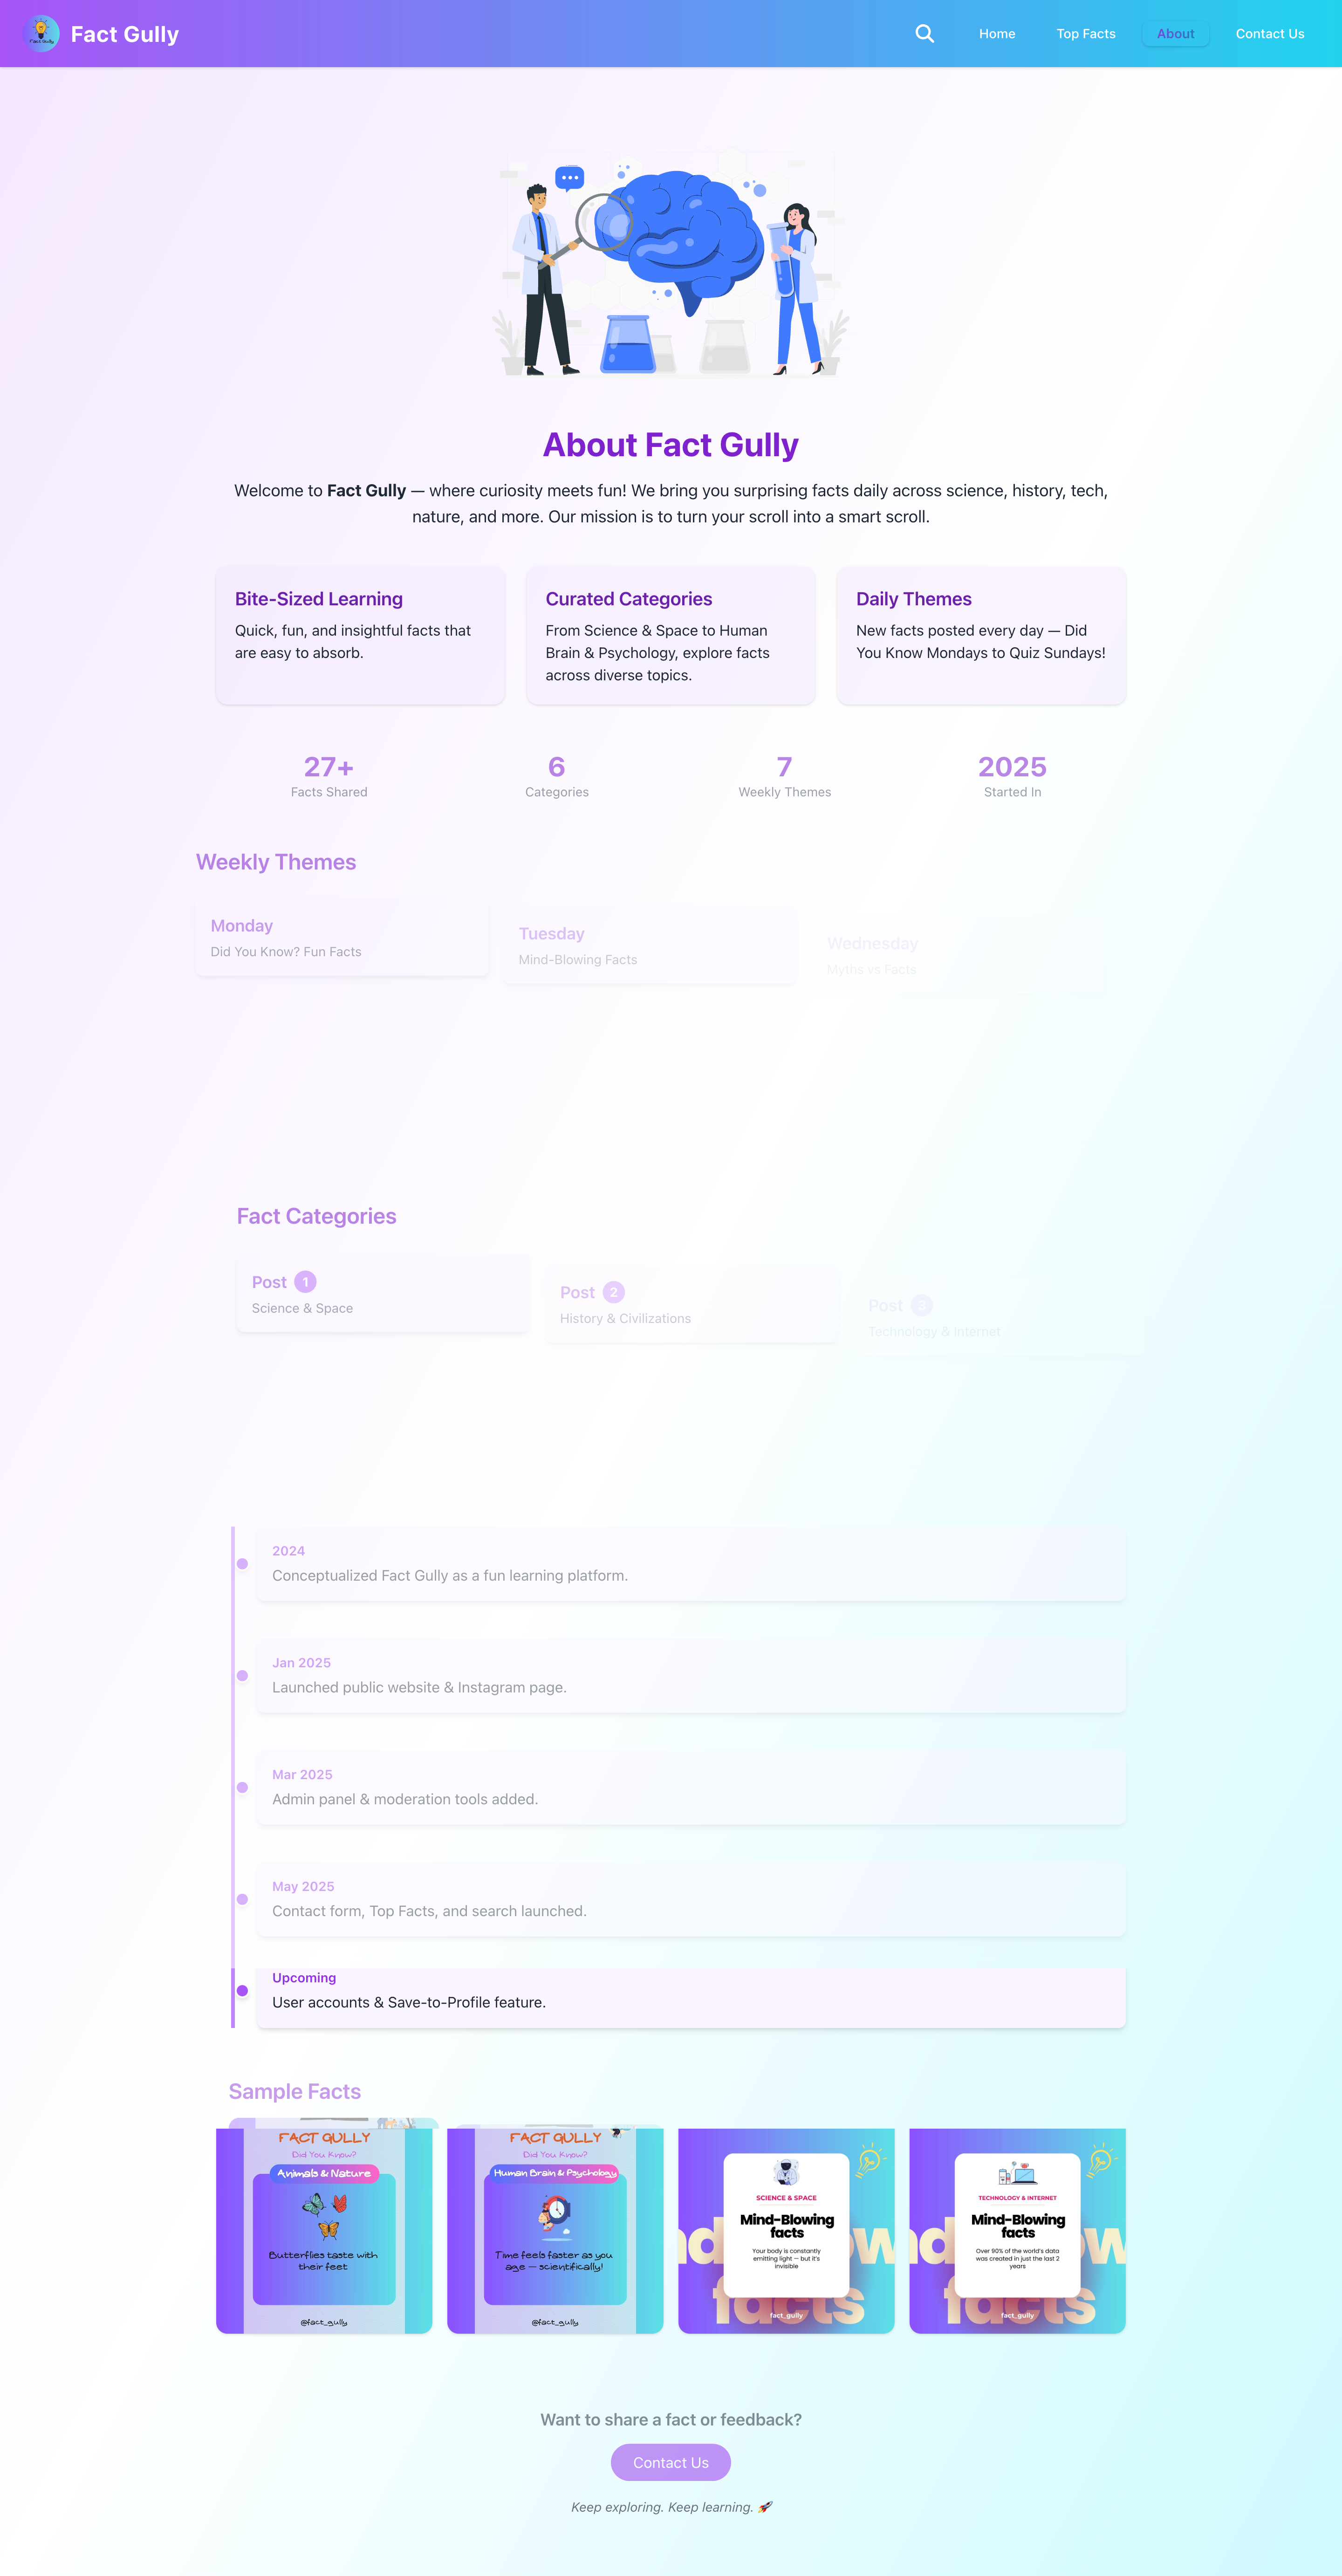 Fact Gully
Home
Top Facts
About
Contact Us
About Fact Gully
Welcome to Fact Gully — where curiosity meets fun! We bring you surprising facts daily across science, history, tech,
nature, and more. Our mission is to turn your scroll into a smart scroll.
Bite-Sized Learning
Quick, fun, and insightful facts that
are easy to absorb.
Curated Categories
From Science & Space to Human
Brain & Psychology, explore facts
across diverse topics.
Daily Themes
New facts posted every day — Did
You Know Mondays to Quiz Sundays!
27+
Facts Shared
6
Categories
7
Weekly Themes
2025
Started In
Weekly Themes
Monday
Did You Know? Fun Facts
Tuesday
Mind-Blowing Facts
Wednesday
Myths vs Facts
Fact Categories
Post 1
Science & Space
Post 2
History & Civilizations
Post 3
Technology & Internet
2024
Conceptualized Fact Gully as a fun learning platform.
Jan 2025
Launched public website & Instagram page.
Mar 2025
Admin panel & moderation tools added.
May 2025
Contact form, Top Facts, and search launched.
Upcoming
User accounts & Save-to-Profile feature.
Sample Facts
FACT GULLY
Did You Know?
Animals & Nature
Butterflies taste with
their feet
@fact_gully
FACT GULLY
Did You Know?
Human Brain & Psychology
Time feels faster as you
age — scientifically!
@fact_gully
SCIENCE & SPACE
Mind-Blowing
facts
Your body is constantly
emitting light — but it's
invisible
facts
fact_gully
TECHNOLOGY & INTERNET
Mind-Blowing
facts
Over 90% of the world's data
was created in just the last 2
years
facts
fact_gully
Want to share a fact or feedback?
Contact Us
Keep exploring. Keep learning. 🚀